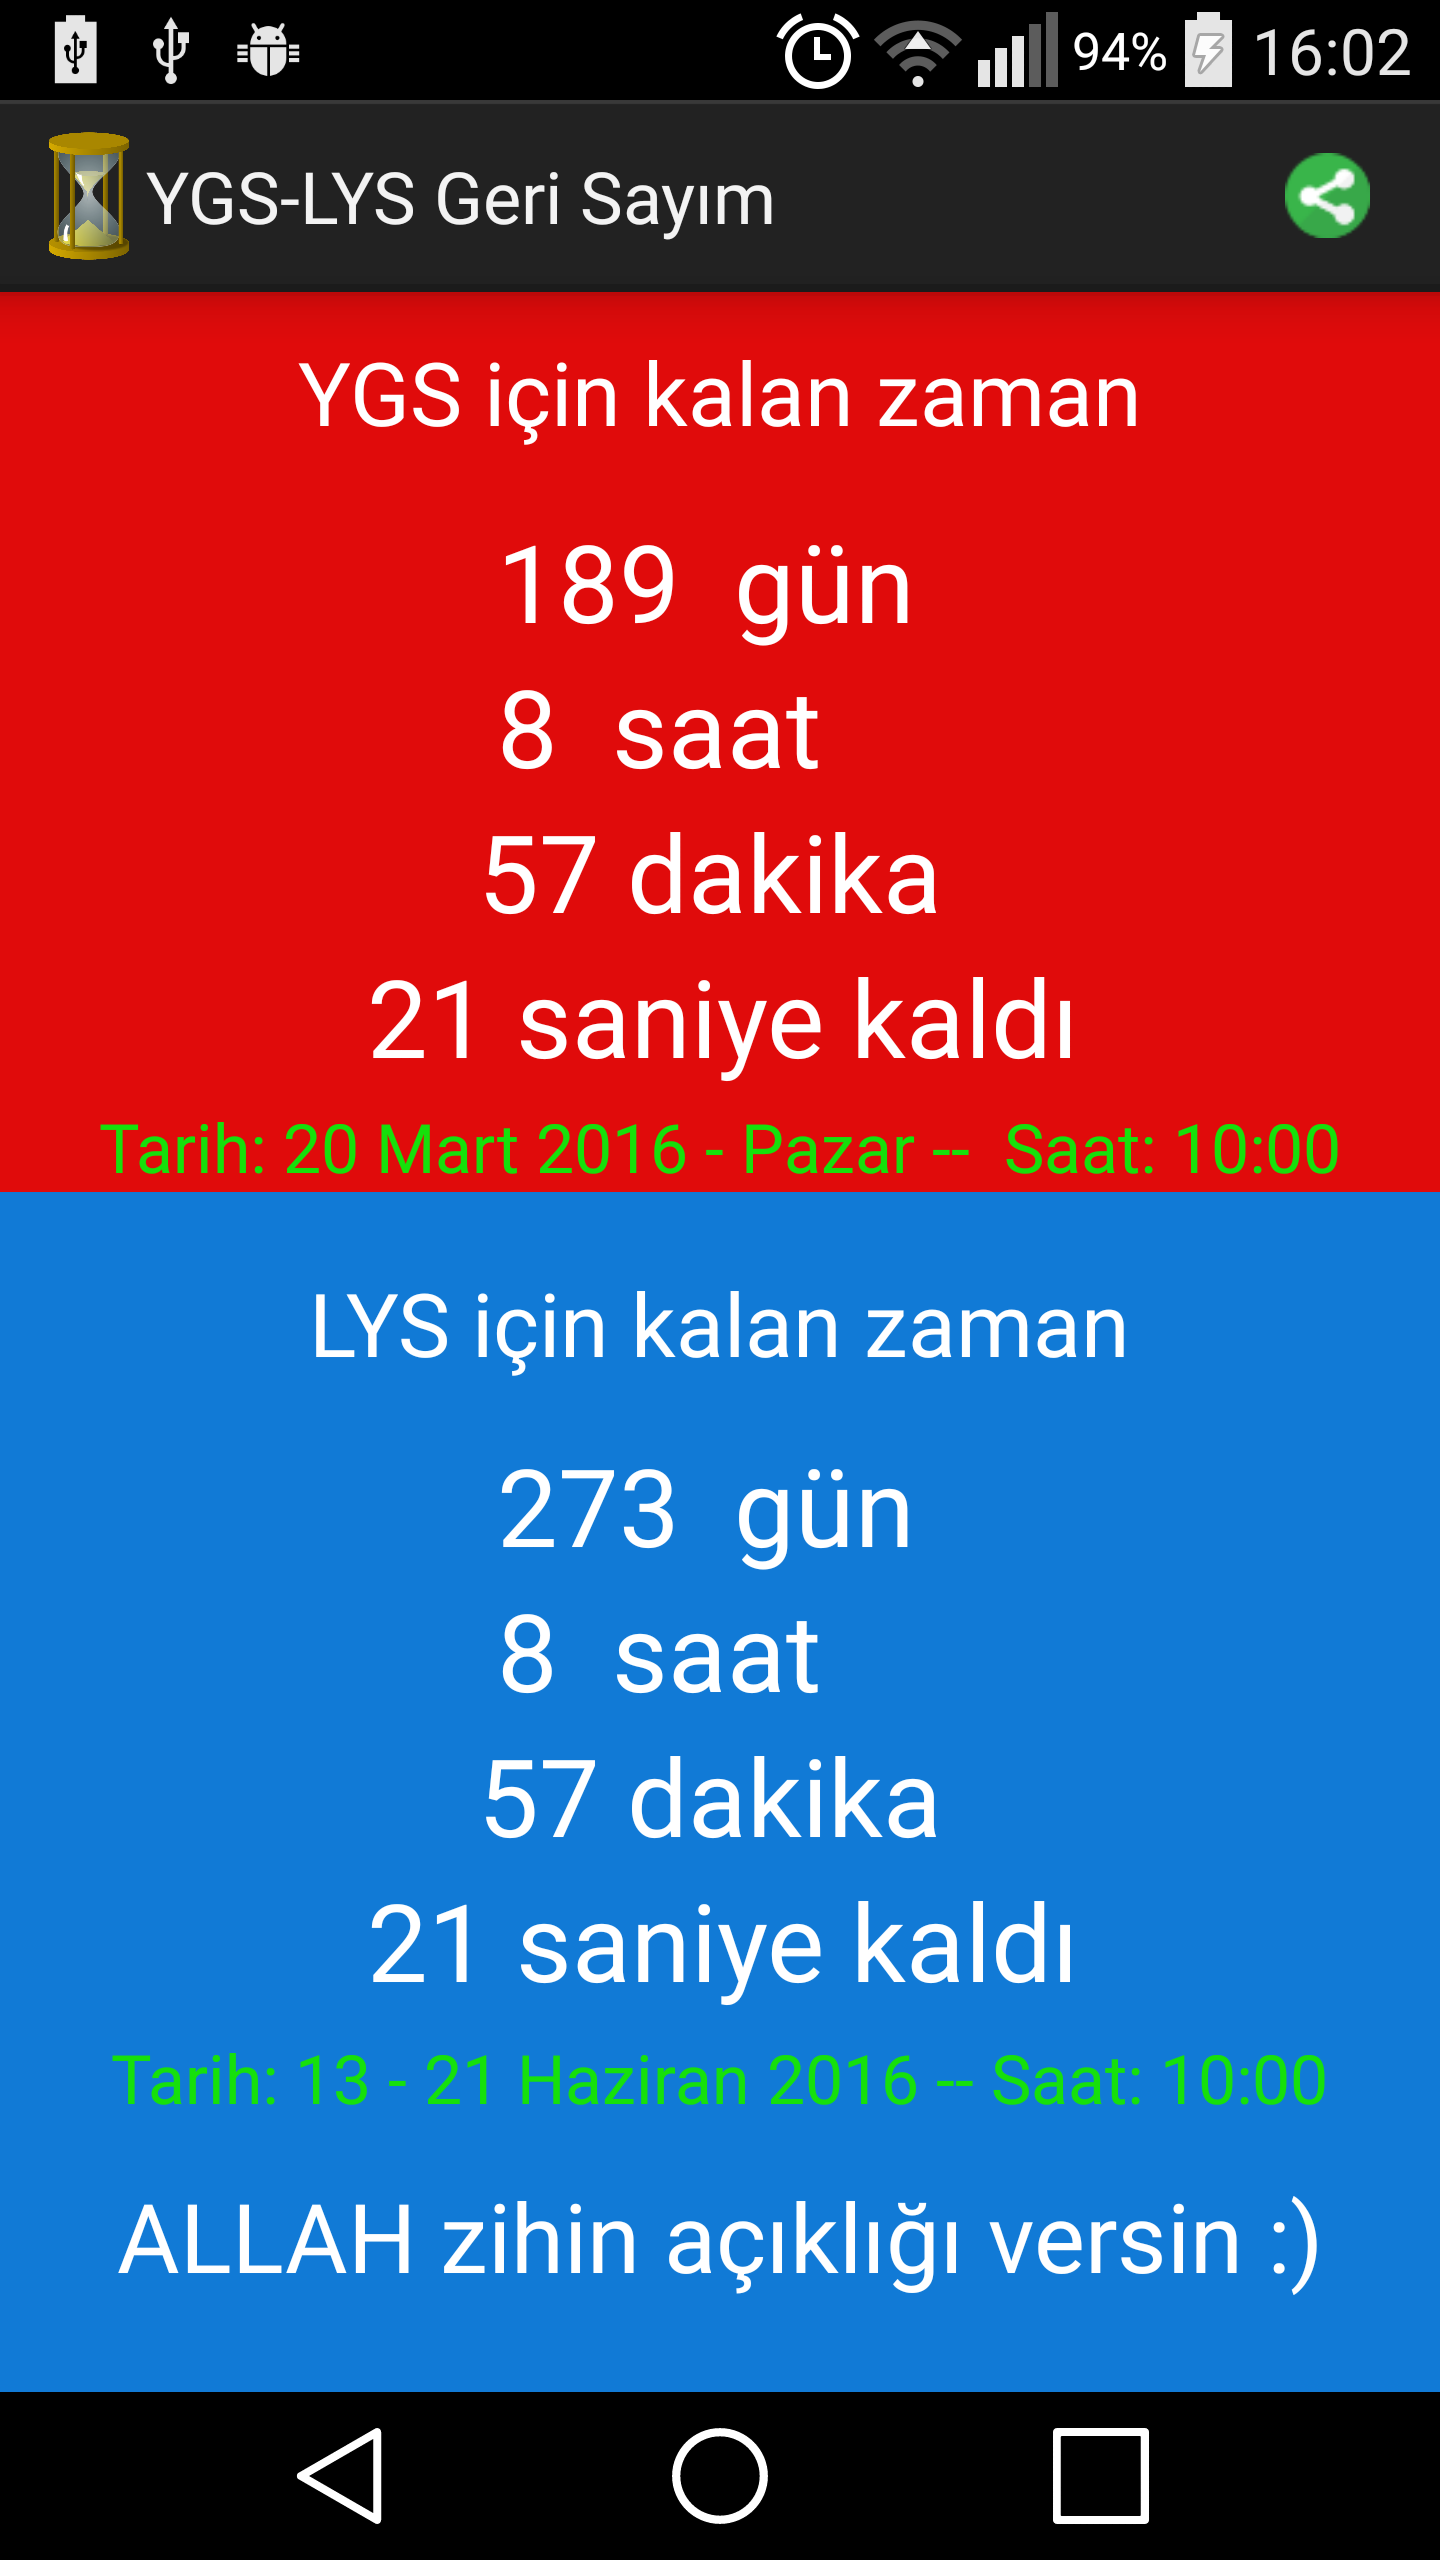 94% 16:02
YGS-LYS Geri Sayım
YGS için kalan zaman
189 gün
8 saat
57 dakika
21 saniye kaldı
Tarih: 20 Mart 2016 - Pazar -- Saat: 10:00
LYS için kalan zaman
273 gün
8 saat
57 dakika
21 saniye kaldı
Tarih: 13 - 21 Haziran 2016 -- Saat: 10:00
ALLAH zihin açıklığı versin :)